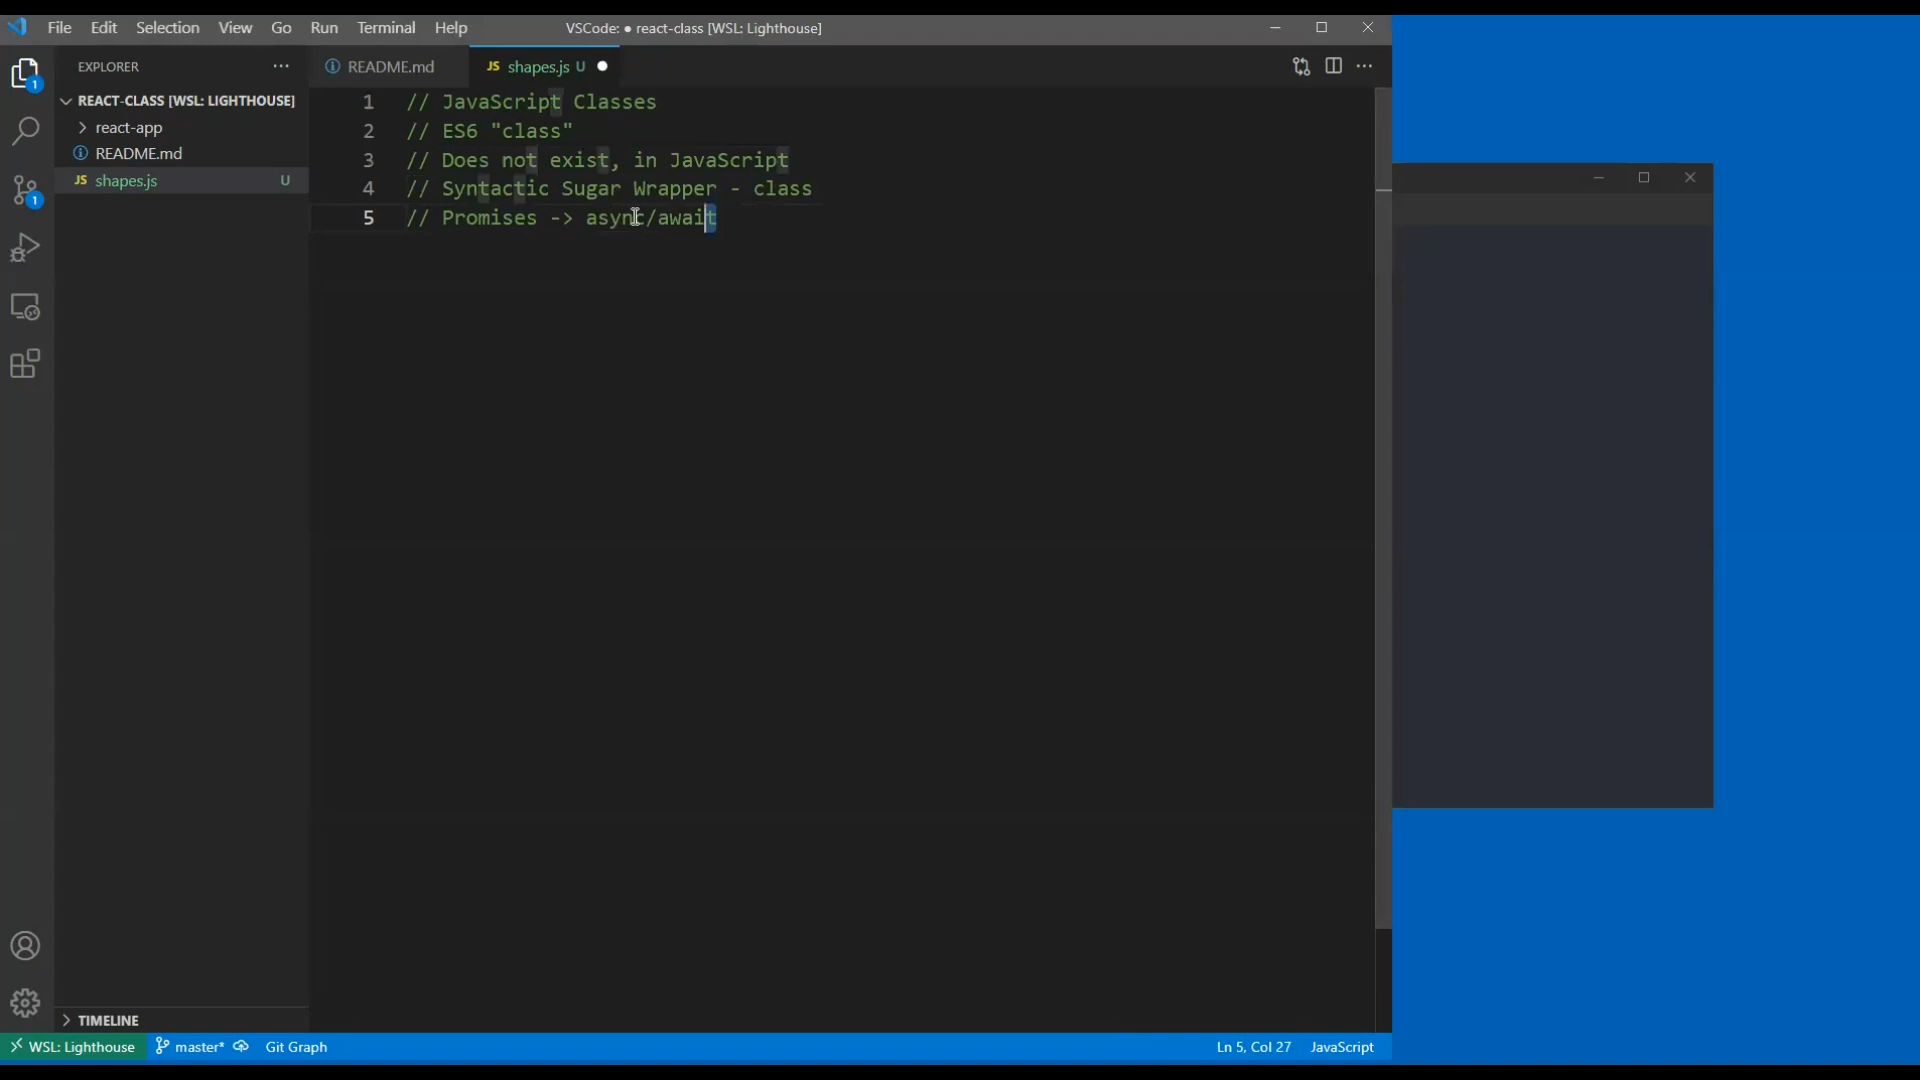 File Edit Selection View Go Run Terminal Help
VSCode: ● react-class [WSL: Lighthouse]
EXPLORER
README.md
JS shapes.js U
REACT-CLASS [WSL: LIGHTHOUSE]
react-app
README.md
JS shapes.js U
1 // JavaScript Classes
2 // ES6 "class"
3 // Does not exist, in JavaScript
4 // Syntactic Sugar Wrapper - class
5 // Promises -> async/await
1
1
TIMELINE
WSL: Lighthouse master* Git Graph Ln 5, Col 27 JavaScript